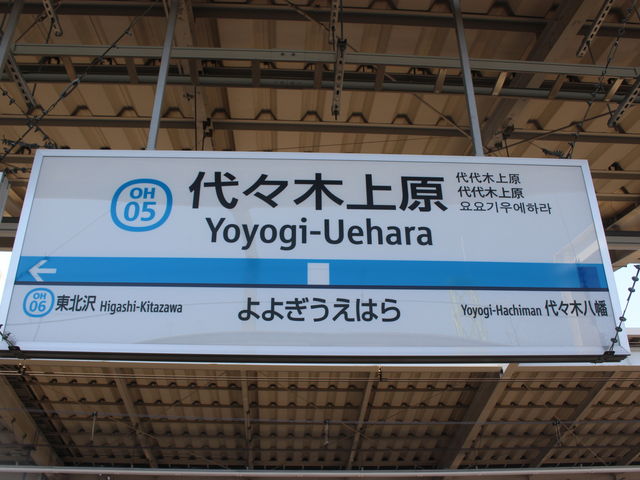 OH
05
代々木上原
Yoyogi-Uehara
代代木上原
代代木上原
요요기우에하라
OH
06
東北沢 Higashi-Kitazawa
よよぎうえはら
Yoyogi-Hachiman 代々木八幡